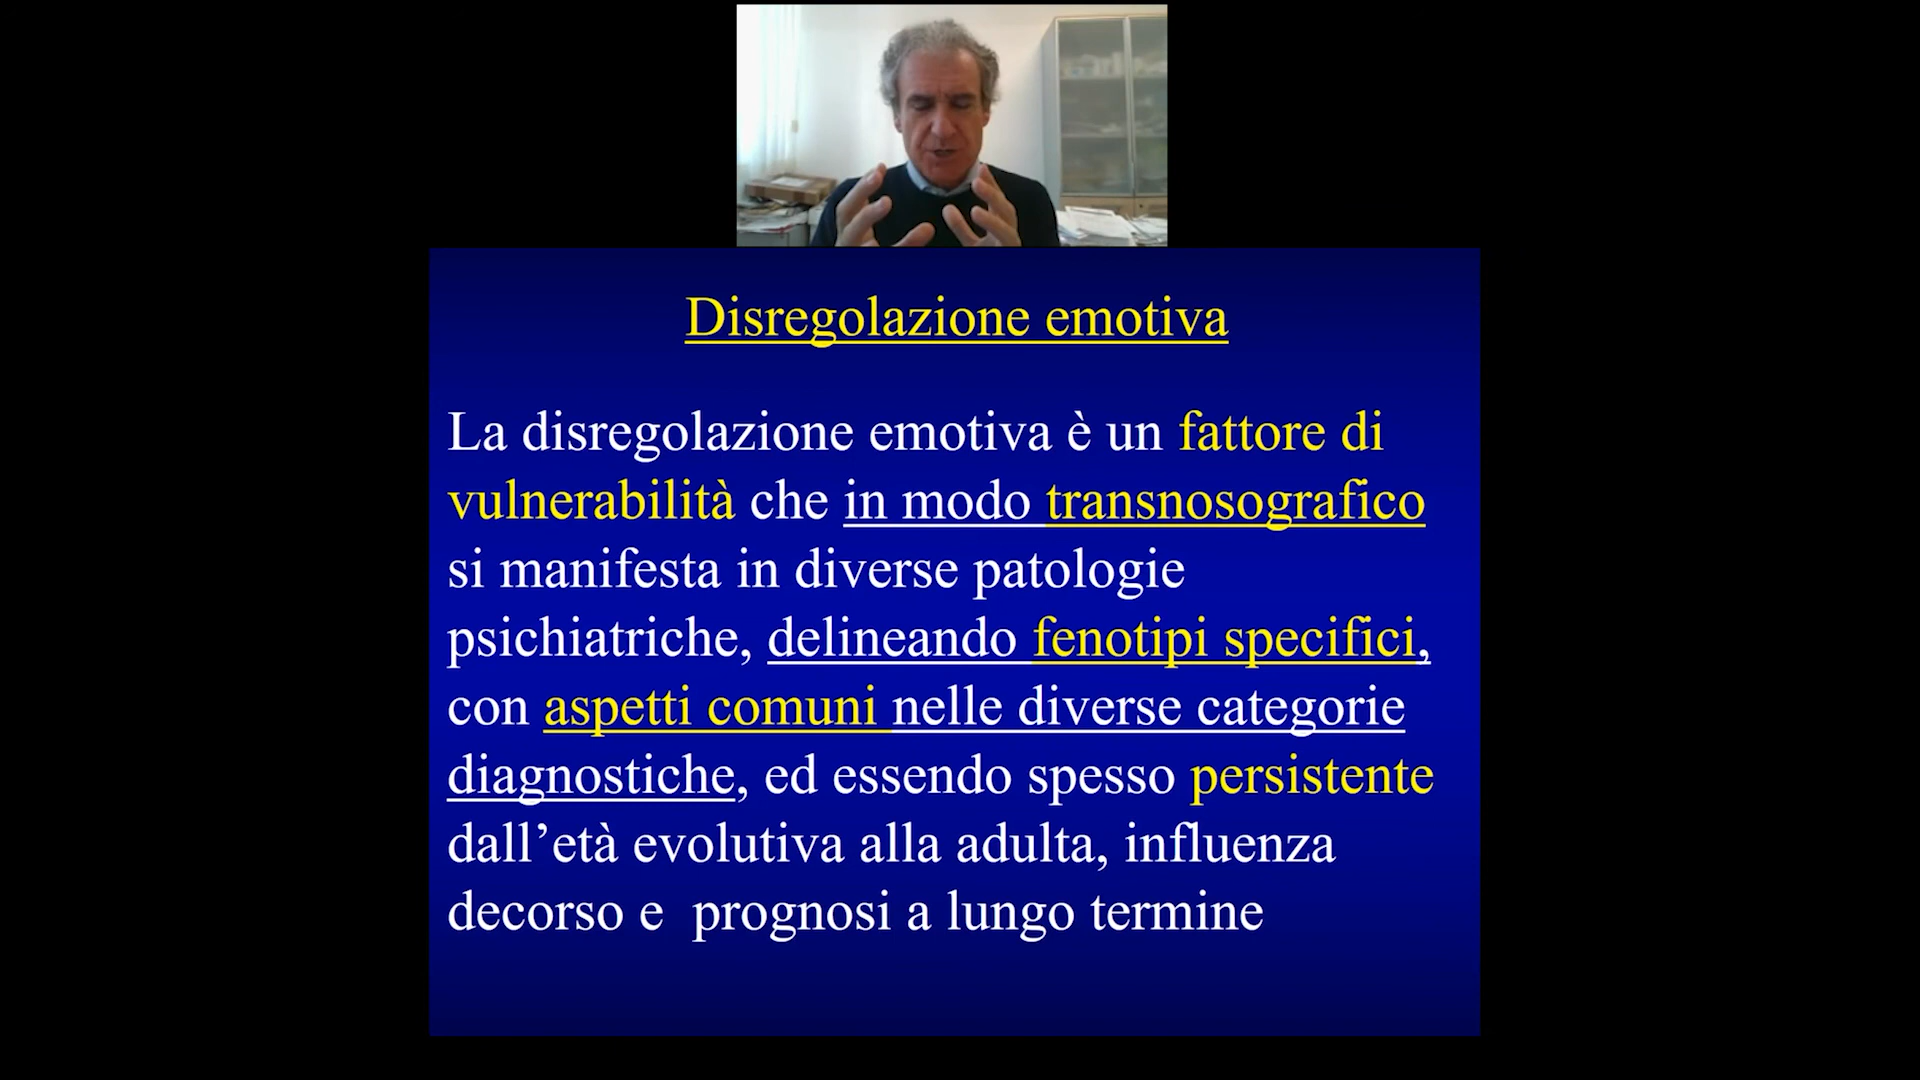 Disregolazione emotiva
La disregolazione emotiva è un fattore di
vulnerabilità che in modo transnosografico
si manifesta in diverse patologie
psichiatriche, delineando fenotipi specifici,
con aspetti comuni nelle diverse categorie
diagnostiche, ed essendo spesso persistente
dall’età evolutiva alla adulta, influenza
decorso e  prognosi a lungo termine